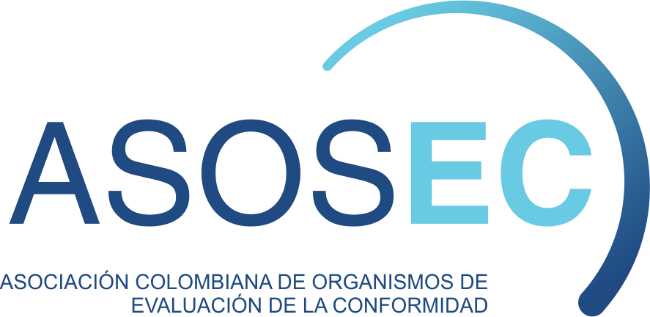 ASOSEC
ASOCIACIÓN COLOMBIANA DE ORGANISMOS DE
EVALUACIÓN DE LA CONFORMIDAD